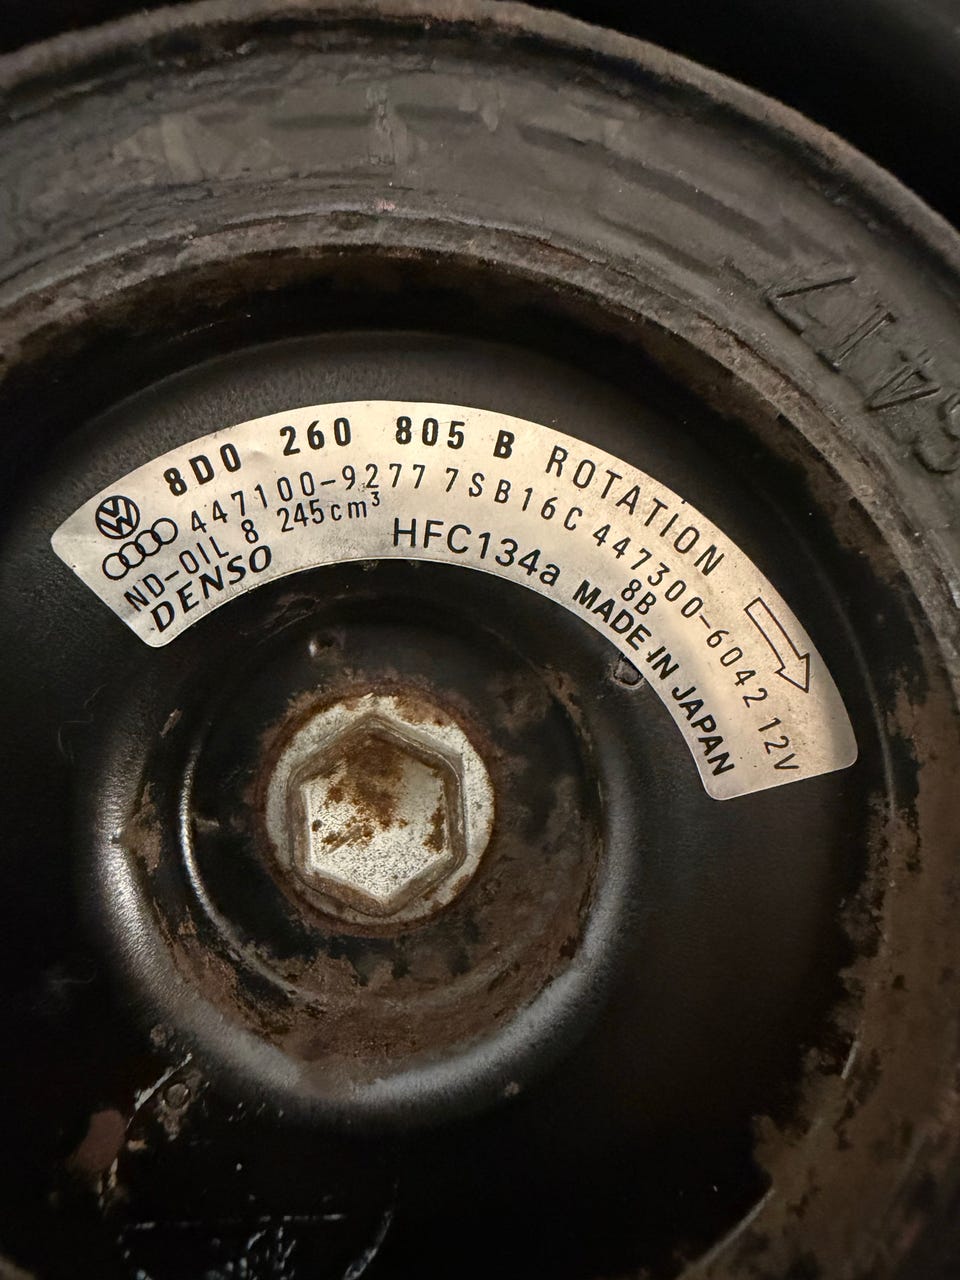 8D0 260 805 B ROTATION
447100-9277 7SB16C 447300-6042 12V
ND-OIL 8 245cm³ 8B
DENSO HFC134a MADE IN JAPAN